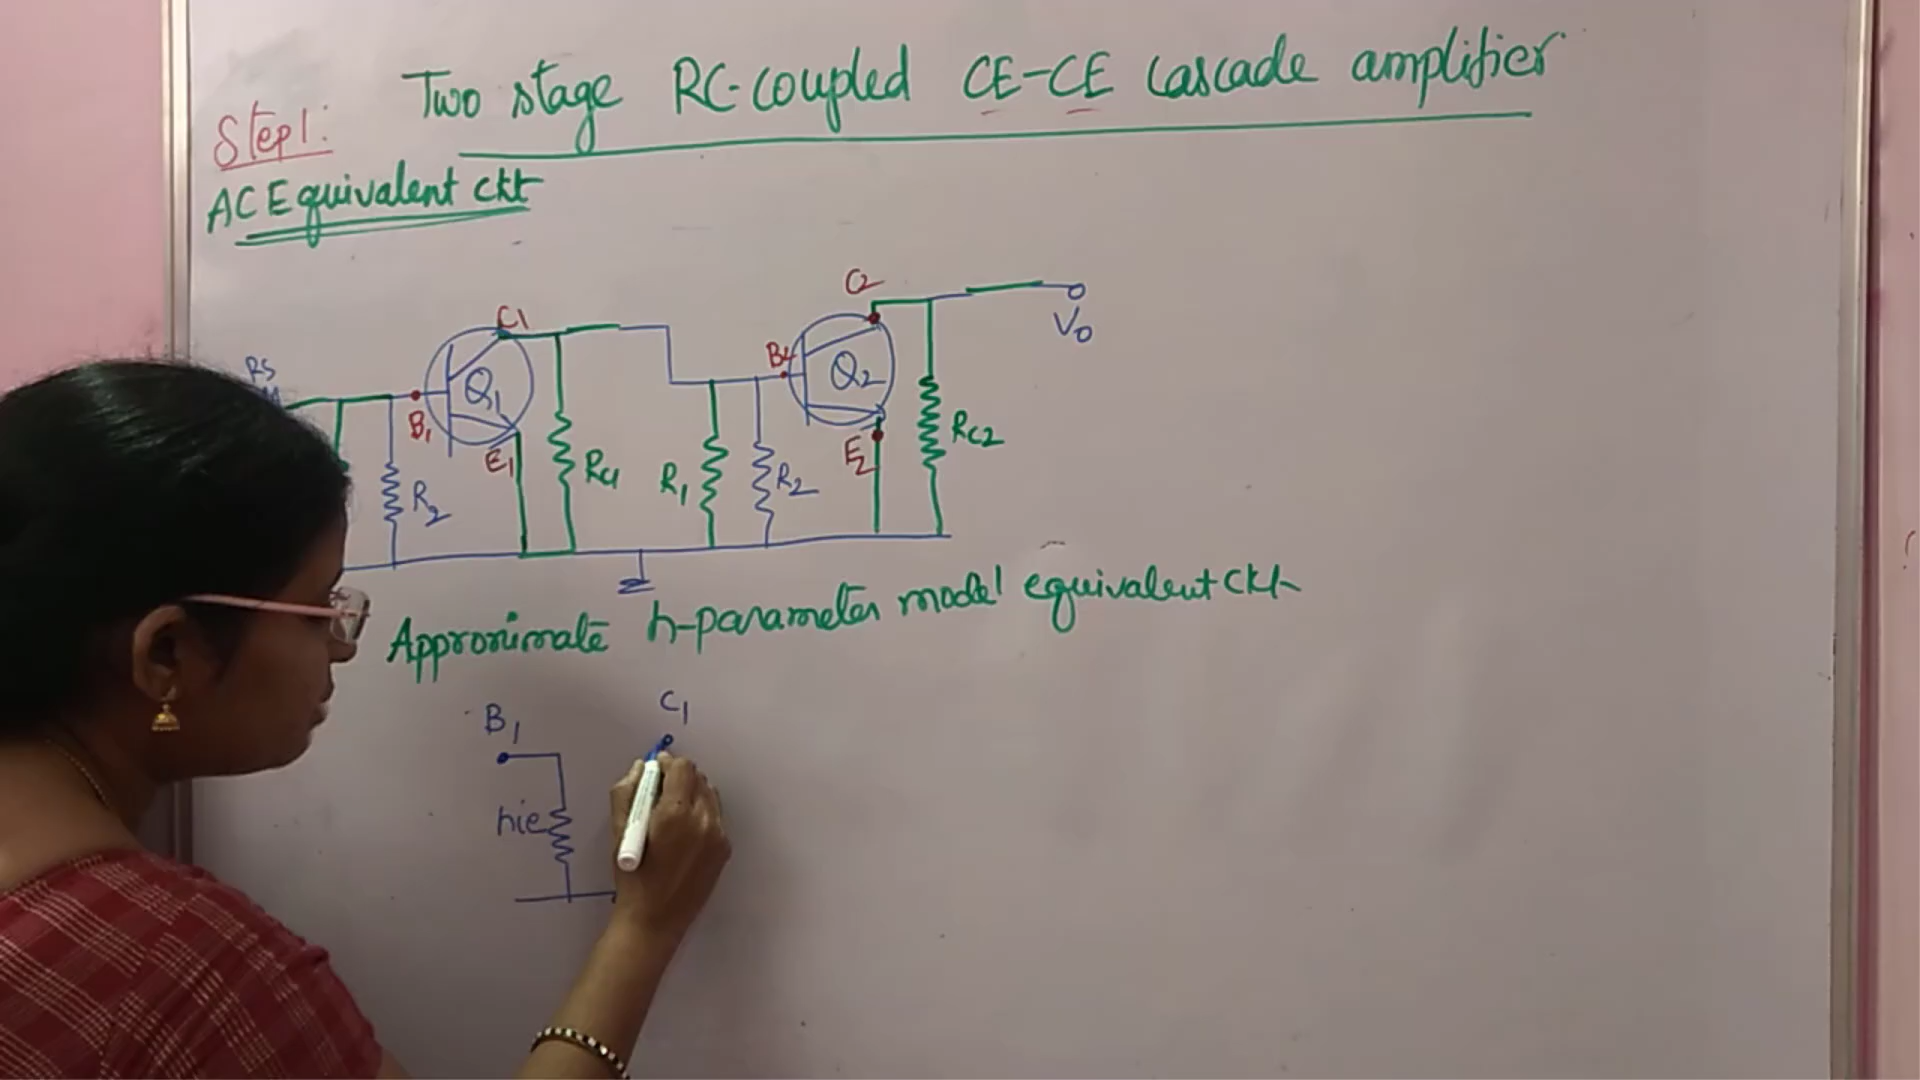 Two stage RC-coupled CE-CE cascade amplifier
Step1:
AC Equivalent ckt
C2
C1
Vo
RS
B1
Q1
Q2
E1
E2
R2
RC1
R1
R2
RC2
Approximate h-parameter model equivalent ckt
B1
C1
hie